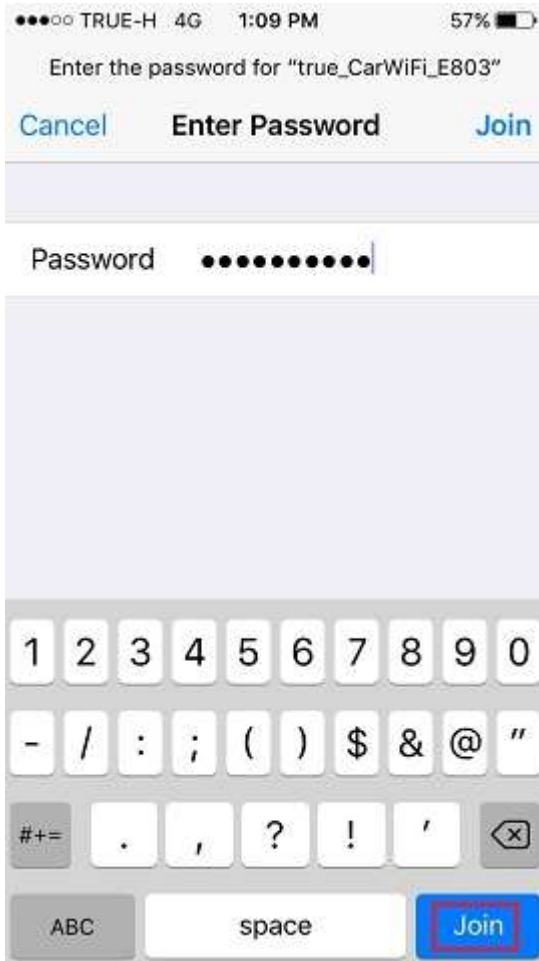 TRUE-H 4G 1:09 PM 57%
Enter the password for “true_CarWiFi_E803”
Cancel Enter Password Join
Password ••••••••••
1 2 3 4 5 6 7 8 9 0
- / : ; ( ) $ & @ "
#+= . , ? ! '
ABC space Join